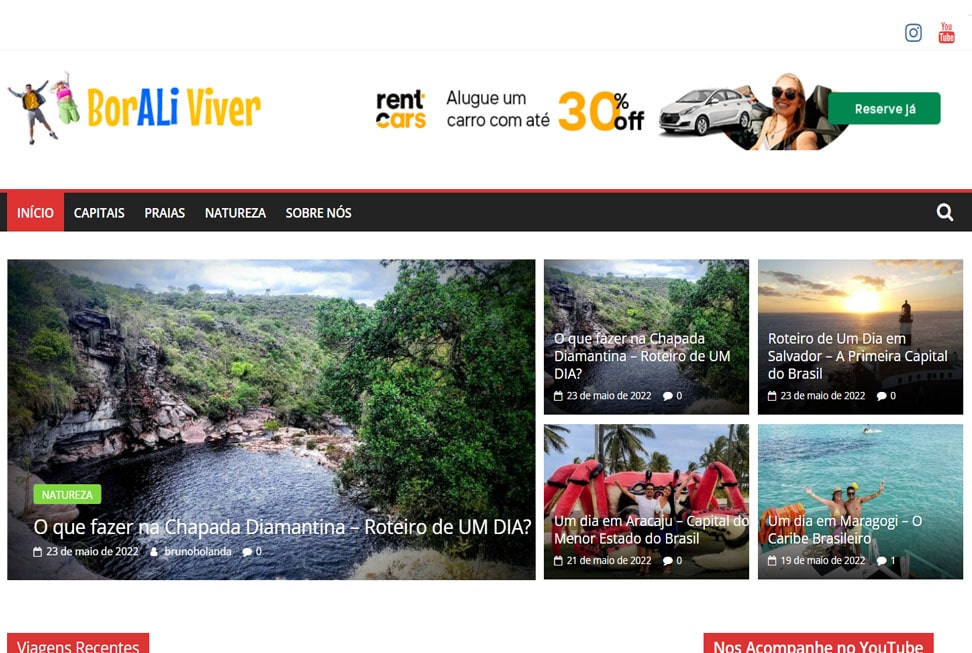 You
Tube
BorALi Viver
rent
cars
Alugue um
carro com até
30% off
Reserve já
INÍCIO
CAPITAIS
PRAIAS
NATUREZA
SOBRE NÓS
NATUREZA
O que fazer na Chapada Diamantina – Roteiro de UM DIA?
23 de maio de 2022 brunoholanda 0
O que fazer na Chapada
Diamantina – Roteiro de UM
DIA?
23 de maio de 2022 0
Roteiro de Um Dia em
Salvador – A Primeira Capital
do Brasil
23 de maio de 2022 0
Um dia em Aracaju – Capital do
Menor Estado do Brasil
21 de maio de 2022 0
Um dia em Maragogi – O
Caribe Brasileiro
19 de maio de 2022 1
Viagens Recentes
Nos Acompanhe no YouTube